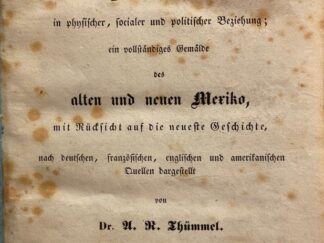 in physischer, socialer und politischer Beziehung;
ein vollständiges Gemälde
des
alten und neuen Mexiko,
mit Rücksicht auf die neueste Geschichte,
nach deutschen, französischen, englischen und amerikanischen
Quellen dargestellt
von
Dr. A. R. Thümmel.